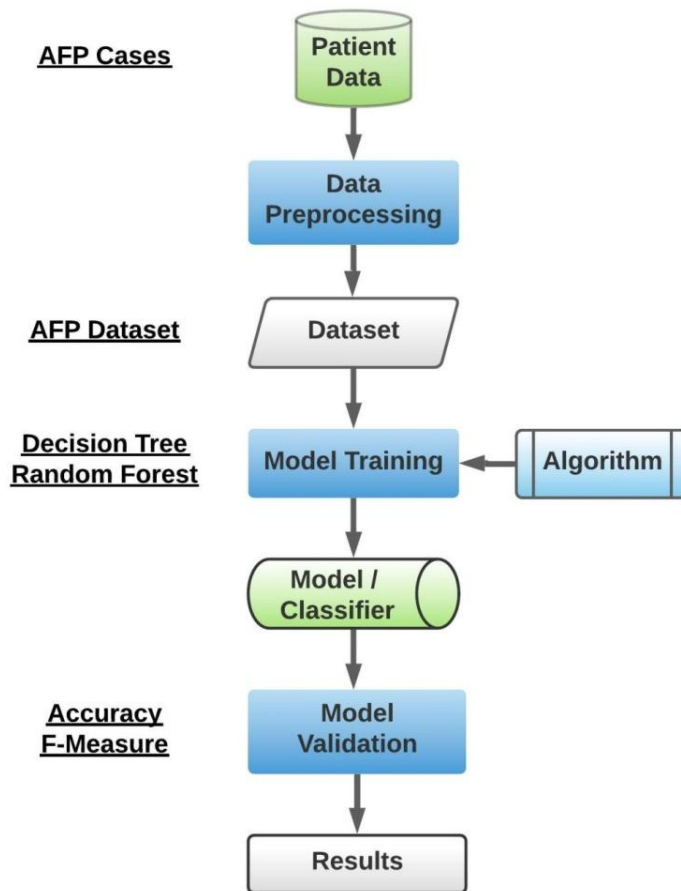 AFP Cases
Patient
Data
Data
Preprocessing
AFP Dataset
Dataset
Decision Tree
Random Forest
Model Training
Algorithm
Model /
Classifier
Accuracy
F-Measure
Model
Validation
Results